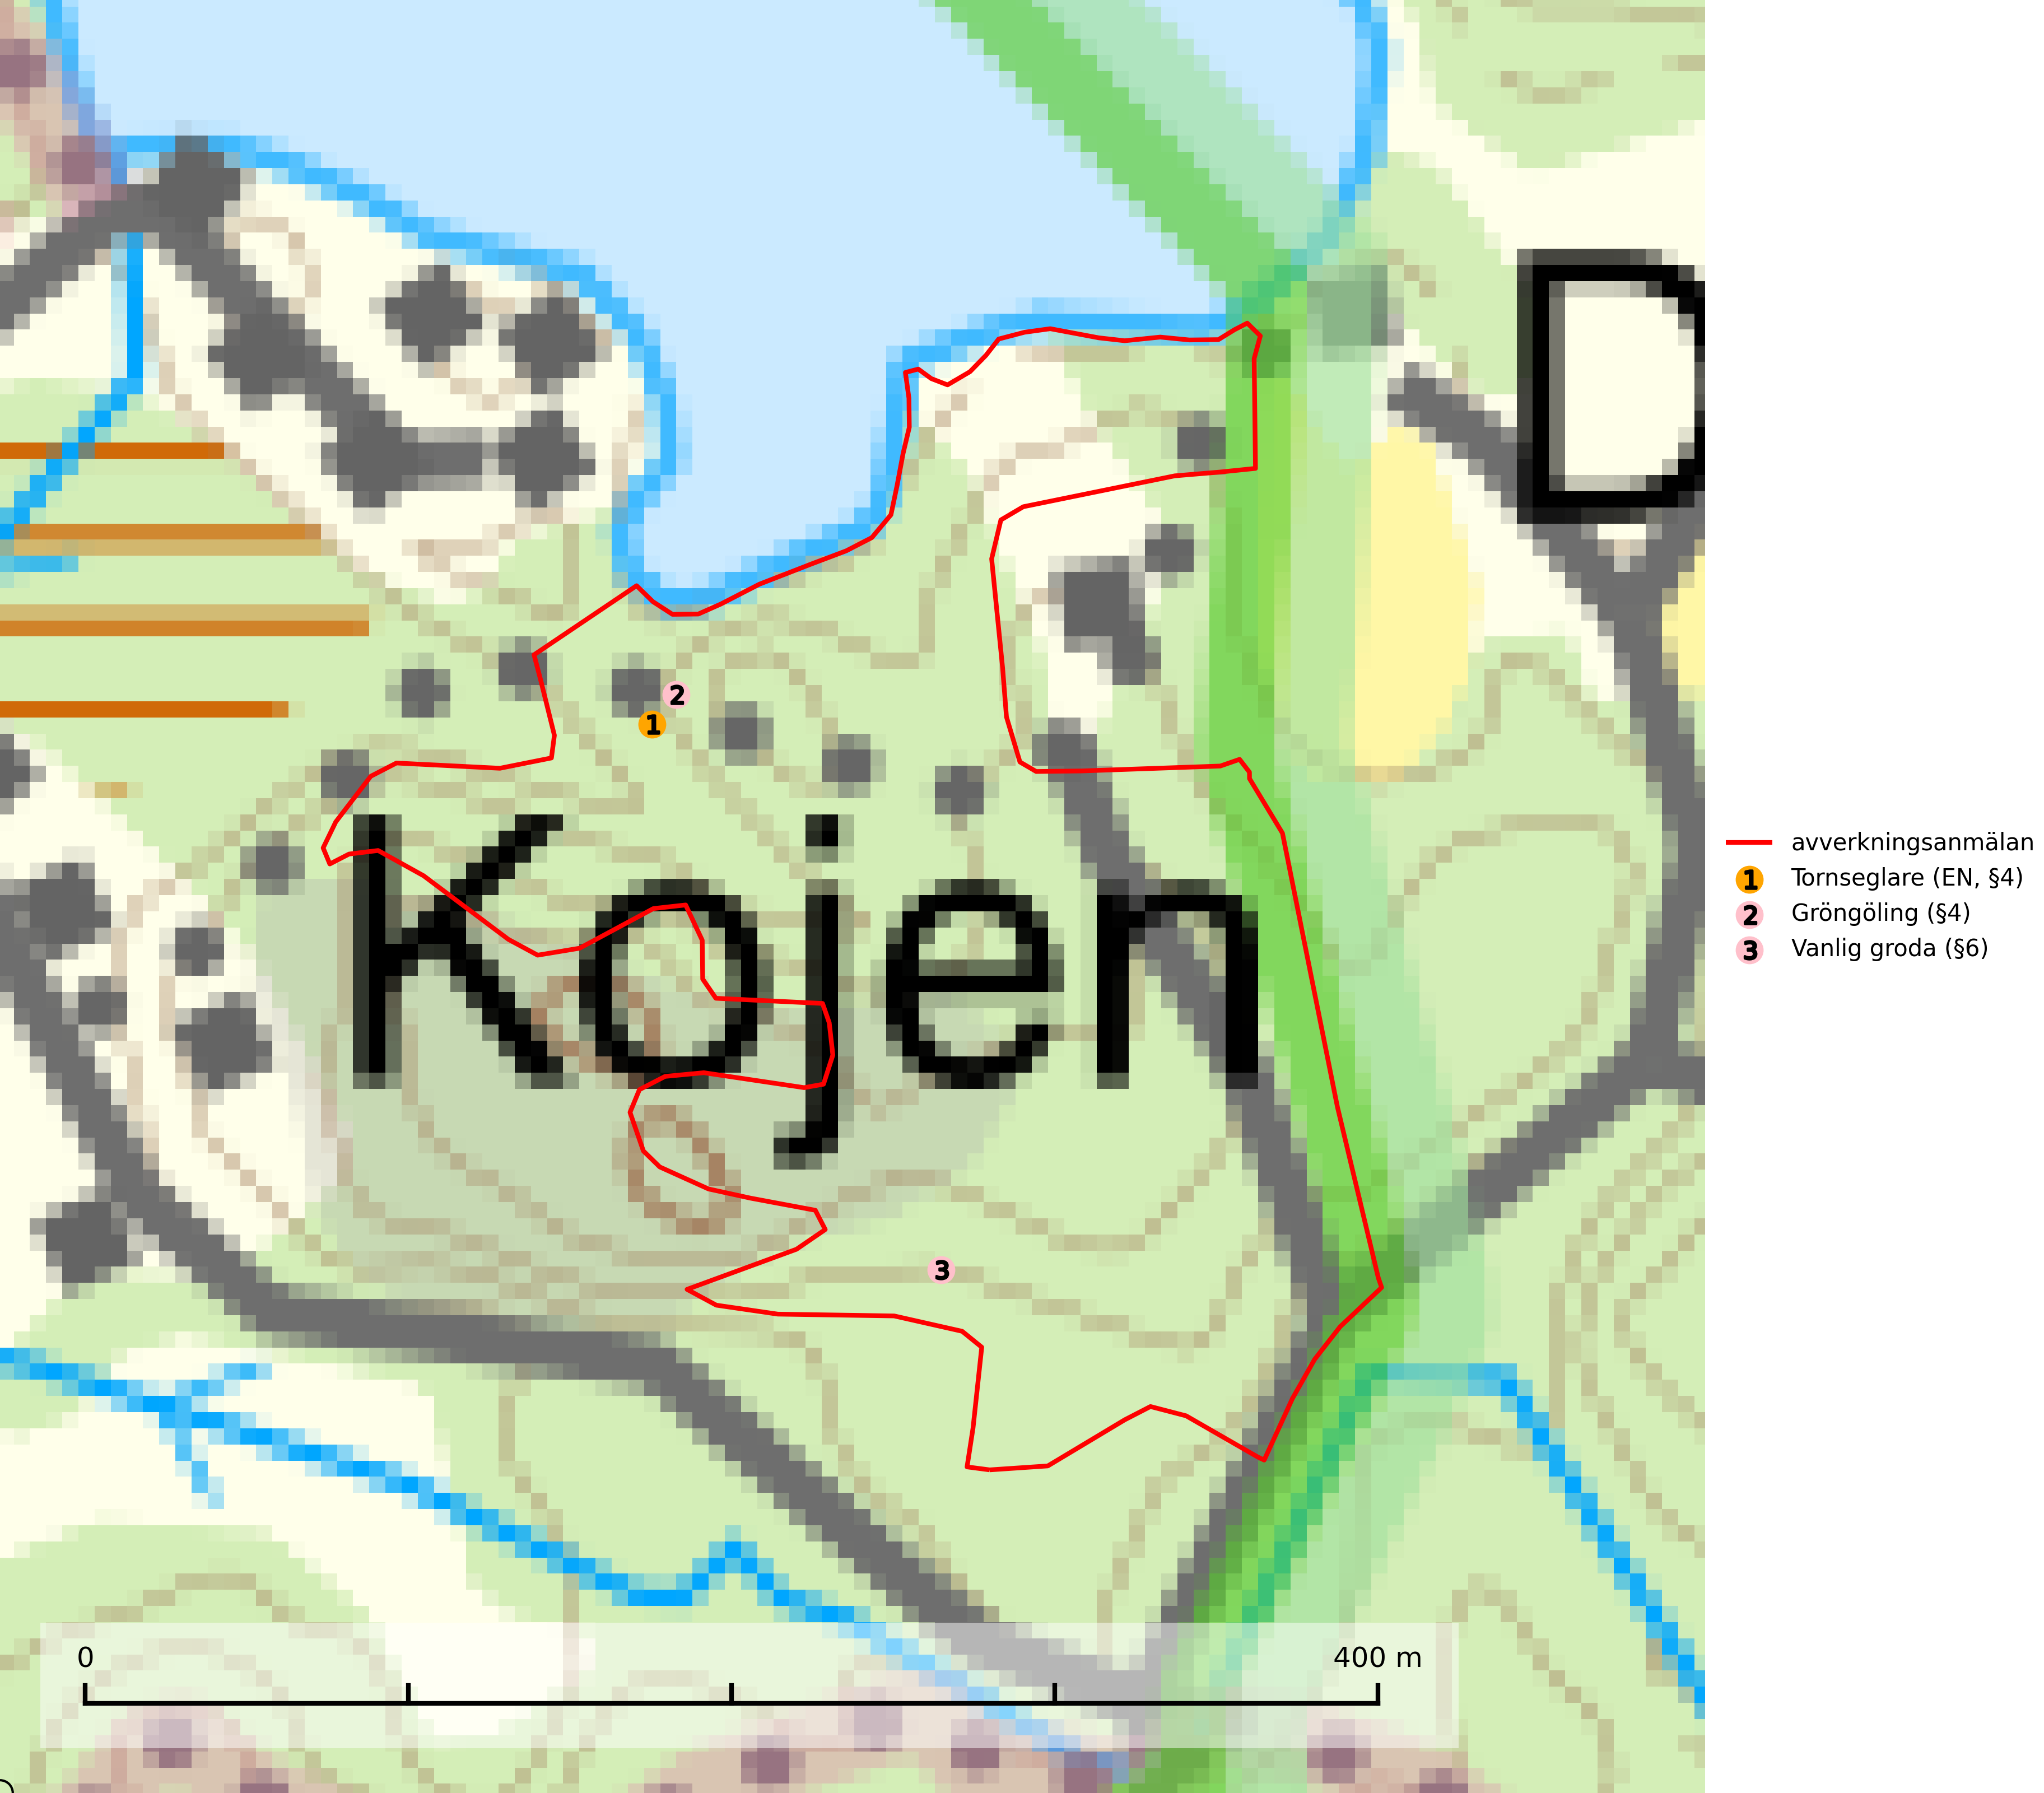 Kojen
2
1
3
0
400 m
avverkningsanmälan
1 Tornseglare (EN, §4)
2 Gröngöling (§4)
3 Vanlig groda (§6)